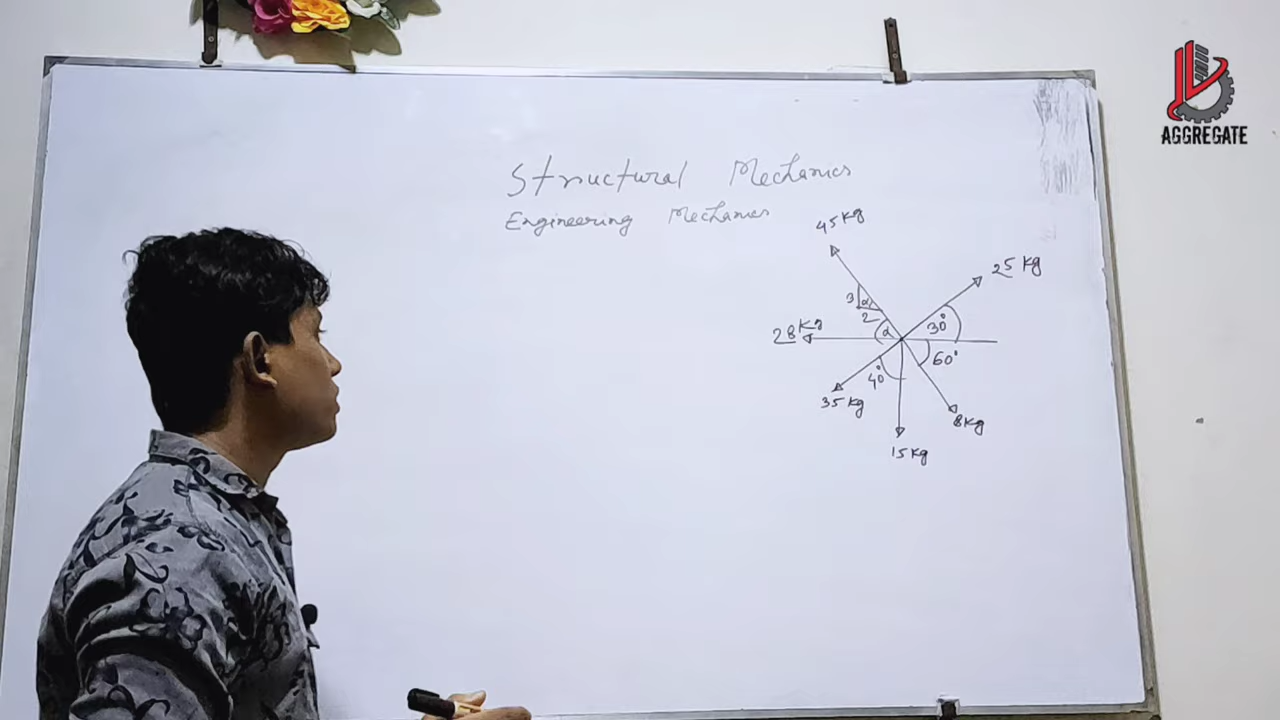 AGGREGATE
Structural Mechanics
Engineering Mechanics
45 kg
25 kg
3 α
2
28 kg
α
30°
60°
40°
35 kg
8 kg
15 kg